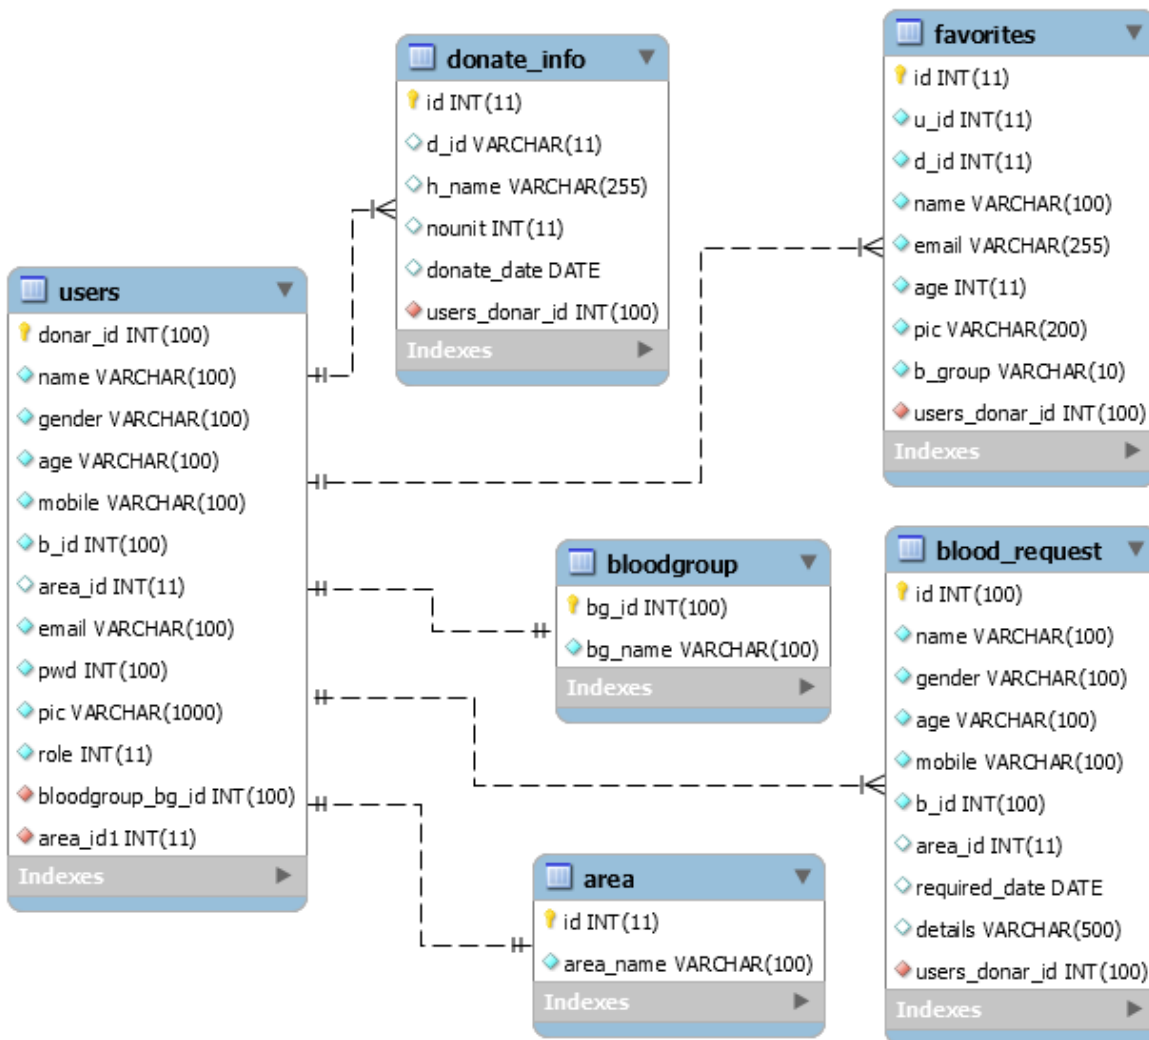 donate_info
id INT(11)
d_id VARCHAR(11)
h_name VARCHAR(255)
nounit INT(11)
donate_date DATE
users_donar_id INT(100)
Indexes
favorites
id INT(11)
u_id INT(11)
d_id INT(11)
name VARCHAR(100)
email VARCHAR(255)
age INT(11)
pic VARCHAR(200)
b_group VARCHAR(10)
users_donar_id INT(100)
Indexes
users
donar_id INT(100)
name VARCHAR(100)
gender VARCHAR(100)
age VARCHAR(100)
mobile VARCHAR(100)
b_id INT(100)
area_id INT(11)
email VARCHAR(100)
pwd INT(100)
pic VARCHAR(1000)
role INT(11)
bloodgroup_bg_id INT(100)
area_id1 INT(11)
Indexes
bloodgroup
bg_id INT(100)
bg_name VARCHAR(100)
Indexes
blood_request
id INT(100)
name VARCHAR(100)
gender VARCHAR(100)
age VARCHAR(100)
mobile VARCHAR(100)
b_id INT(100)
area_id INT(11)
required_date DATE
details VARCHAR(500)
users_donar_id INT(100)
Indexes
area
id INT(11)
area_name VARCHAR(100)
Indexes